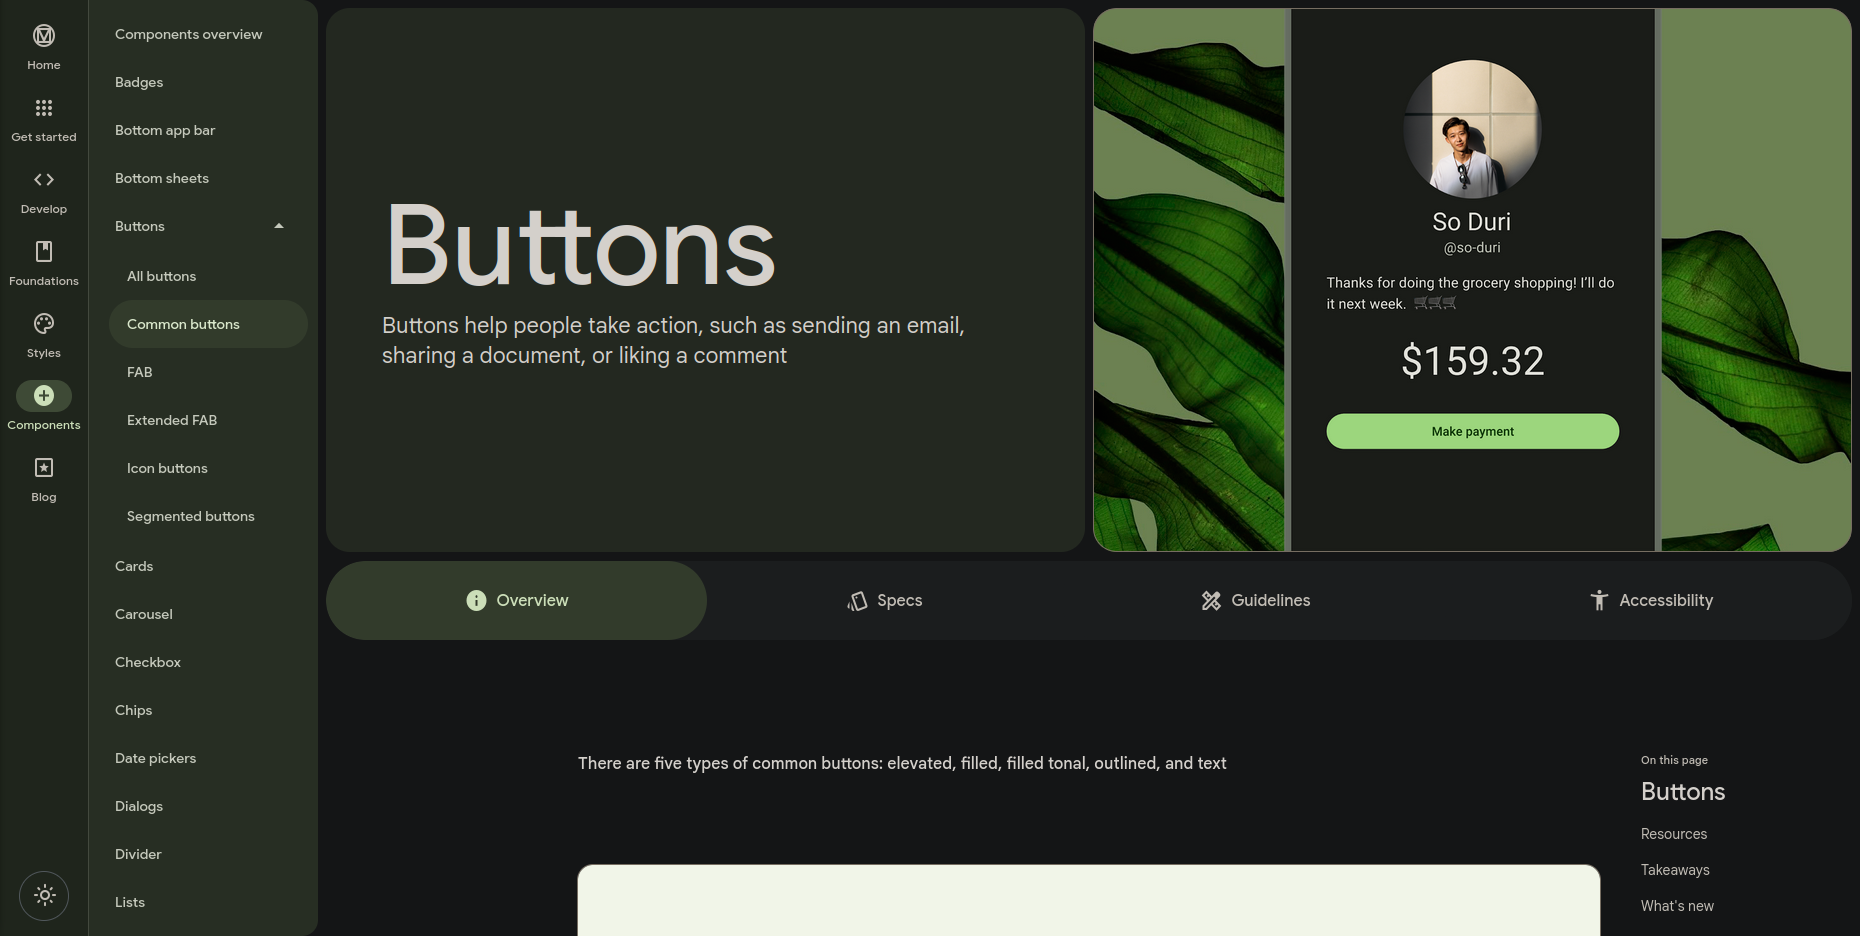 Home
Get started
Develop
Foundations
Styles
Components
Blog
Components overview
Badges
Bottom app bar
Bottom sheets
Buttons
All buttons
Common buttons
FAB
Extended FAB
Icon buttons
Segmented buttons
Cards
Carousel
Checkbox
Chips
Date pickers
Dialogs
Divider
Lists
Buttons
Buttons help people take action, such as sending an email,
sharing a document, or liking a comment
So Duri
@so-duri
Thanks for doing the grocery shopping! I'll do
it next week. 🛒🛒🛒
$159.32
Make payment
Overview
Specs
Guidelines
Accessibility
There are five types of common buttons: elevated, filled, filled tonal, outlined, and text
On this page
Buttons
Resources
Takeaways
What's new